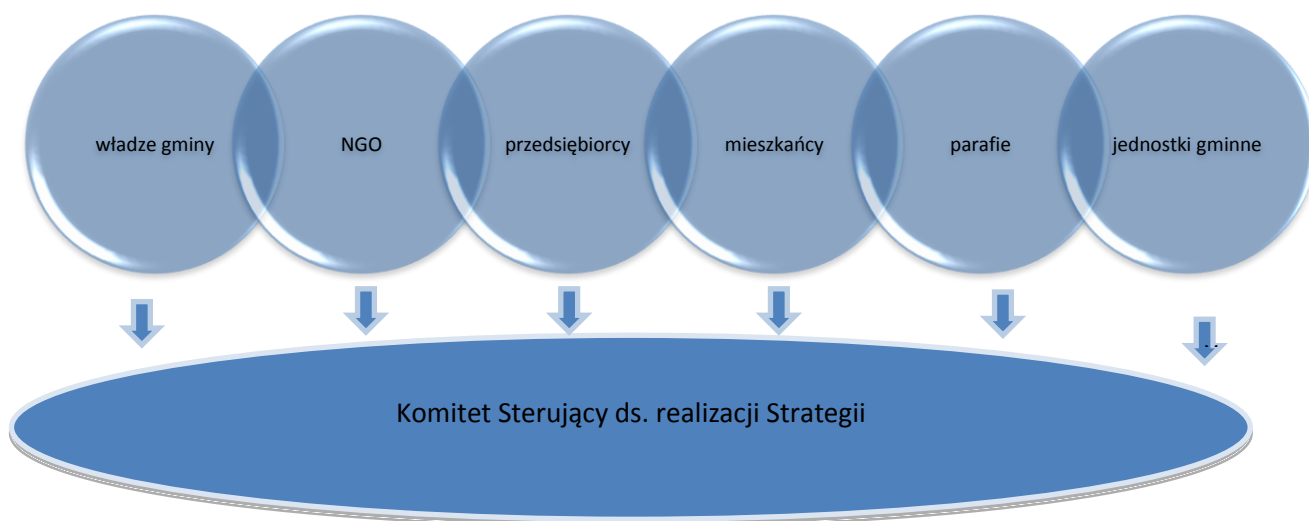 władze gminy
NGO
przedsiębiorcy
mieszkańcy
parafie
jednostki gminne
..
Komitet Sterujący ds. realizacji Strategii